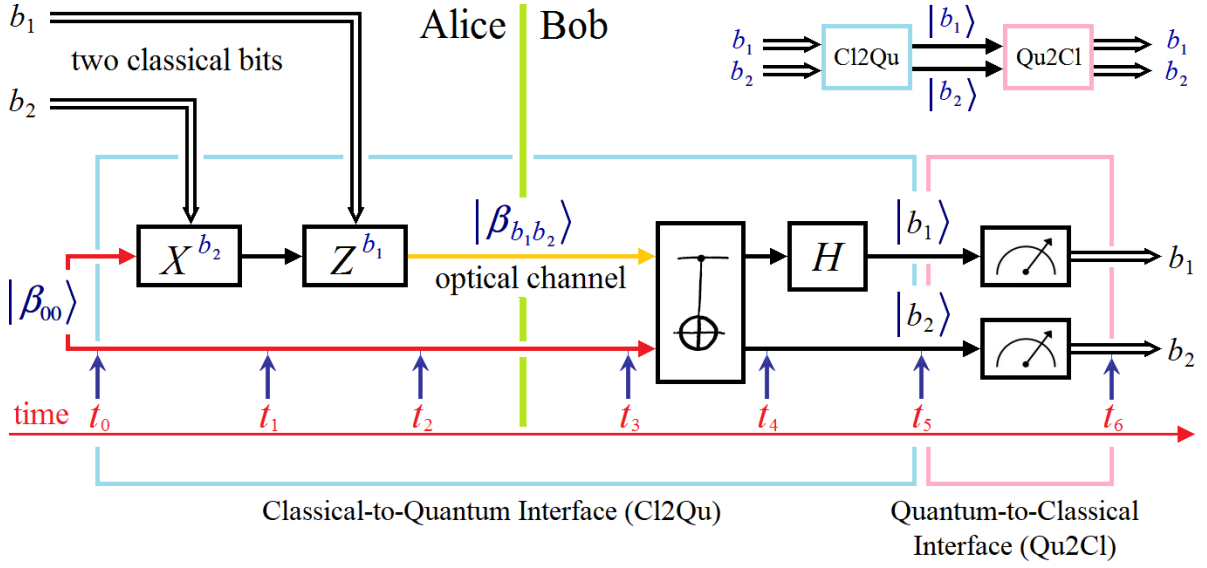 b₁
Alice Bob
|b₁⟩
two classical bits
b₁ Cl2Qu Qu2Cl b₁
b₂ b₂
|b₂⟩
b₂
|β₀₀⟩
X^b₂ Z^b₁ |β_b₁b₂⟩ H |b₁⟩ b₁
optical channel
|b₂⟩ b₂
time t₀ t₁ t₂ t₃ t₄ t₅ t₆
Classical-to-Quantum Interface (Cl2Qu)
Quantum-to-Classical
Interface (Qu2Cl)